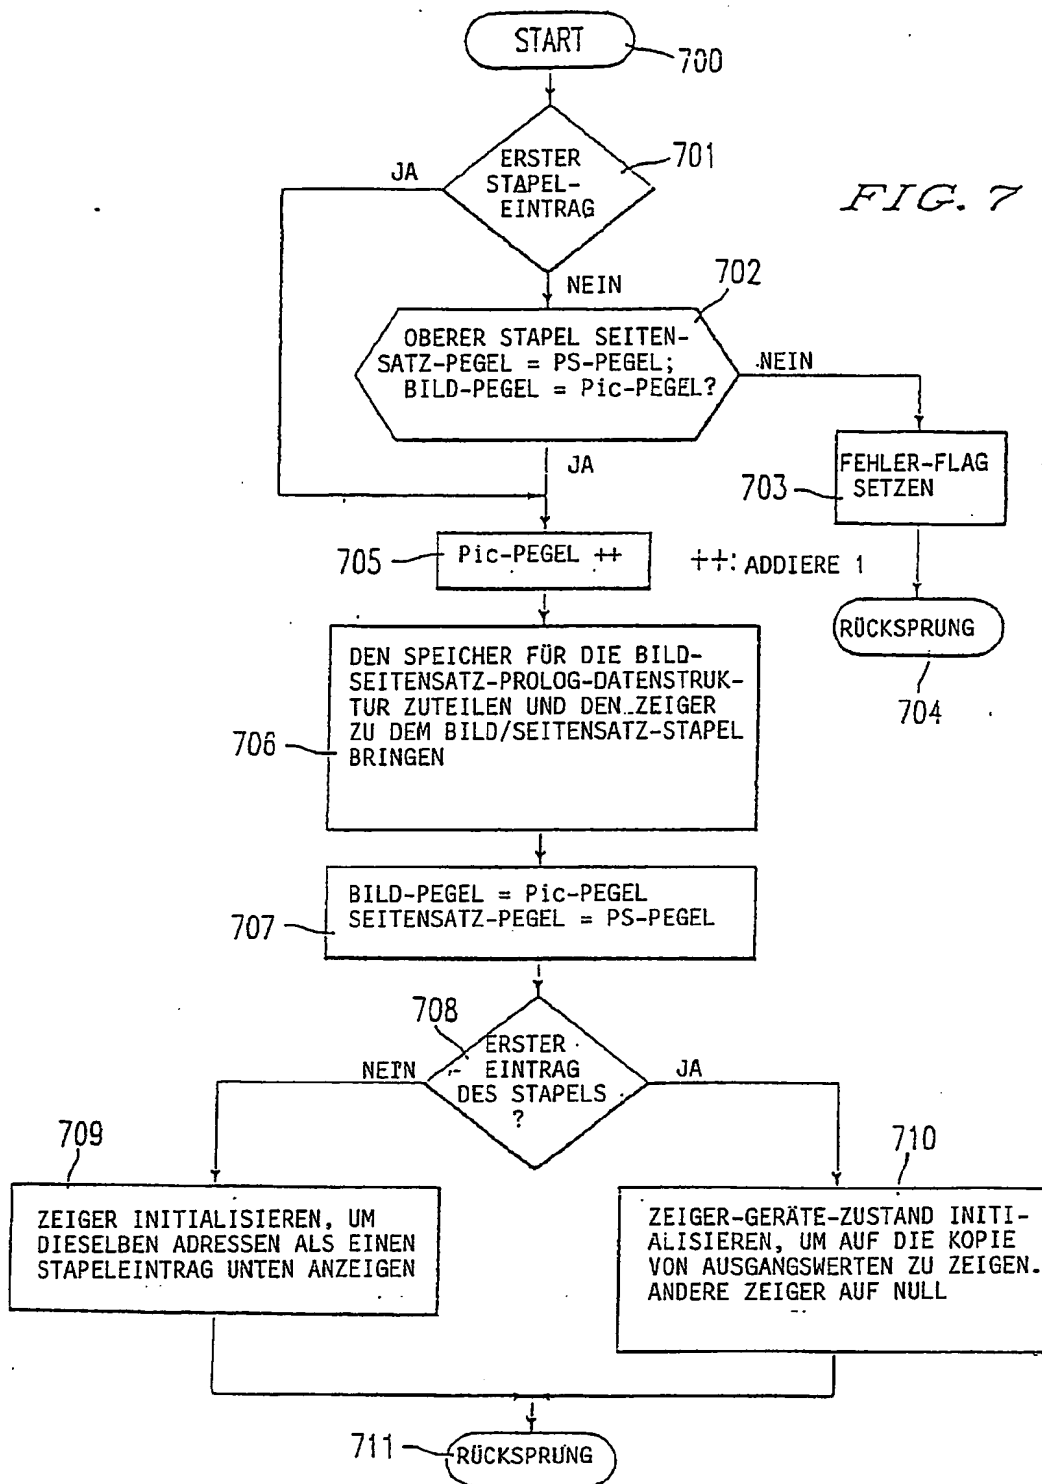 START
700
ERSTER
STAPEL-
EINTRAG
701
JA
FIG. 7
NEIN
702
OBERER STAPEL SEITEN-
SATZ-PEGEL = PS-PEGEL;
BILD-PEGEL = Pic-PEGEL?
NEIN
JA
703
FEHLER-FLAG
SETZEN
705
Pic-PEGEL ++
++: ADDIERE 1
RÜCKSPRUNG
704
DEN SPEICHER FÜR DIE BILD-
SEITENSATZ-PROLOG-DATENSTRUK-
TUR ZUTEILEN UND DEN ZEIGER
ZU DEM BILD/SEITENSATZ-STAPEL
BRINGEN
706
BILD-PEGEL = Pic-PEGEL
SEITENSATZ-PEGEL = PS-PEGEL
707
708
ERSTER
EINTRAG
DES STAPELS
?
NEIN
JA
709
ZEIGER INITIALISIEREN, UM
DIESELBEN ADRESSEN ALS EINEN
STAPELEINTRAG UNTEN ANZEIGEN
710
ZEIGER-GERÄTE-ZUSTAND INITI-
ALISIEREN, UM AUF DIE KOPIE
VON AUSGANGSWERTEN ZU ZEIGEN.
ANDERE ZEIGER AUF NULL
711
RÜCKSPRUNG